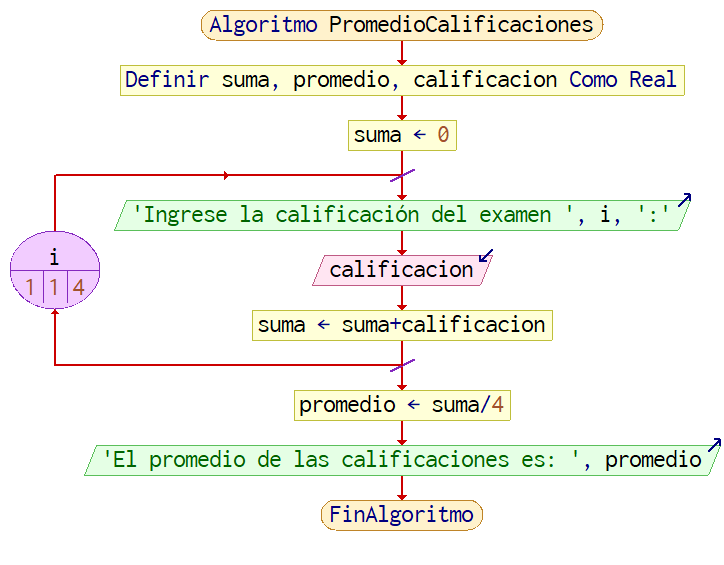 Algoritmo PromedioCalificaciones
Definir suma, promedio, calificacion Como Real
suma ← 0
'Ingrese la calificación del examen ', i, ':'
i
1 1 4
calificacion
suma ← suma+calificacion
promedio ← suma/4
'El promedio de las calificaciones es: ', promedio
FinAlgoritmo